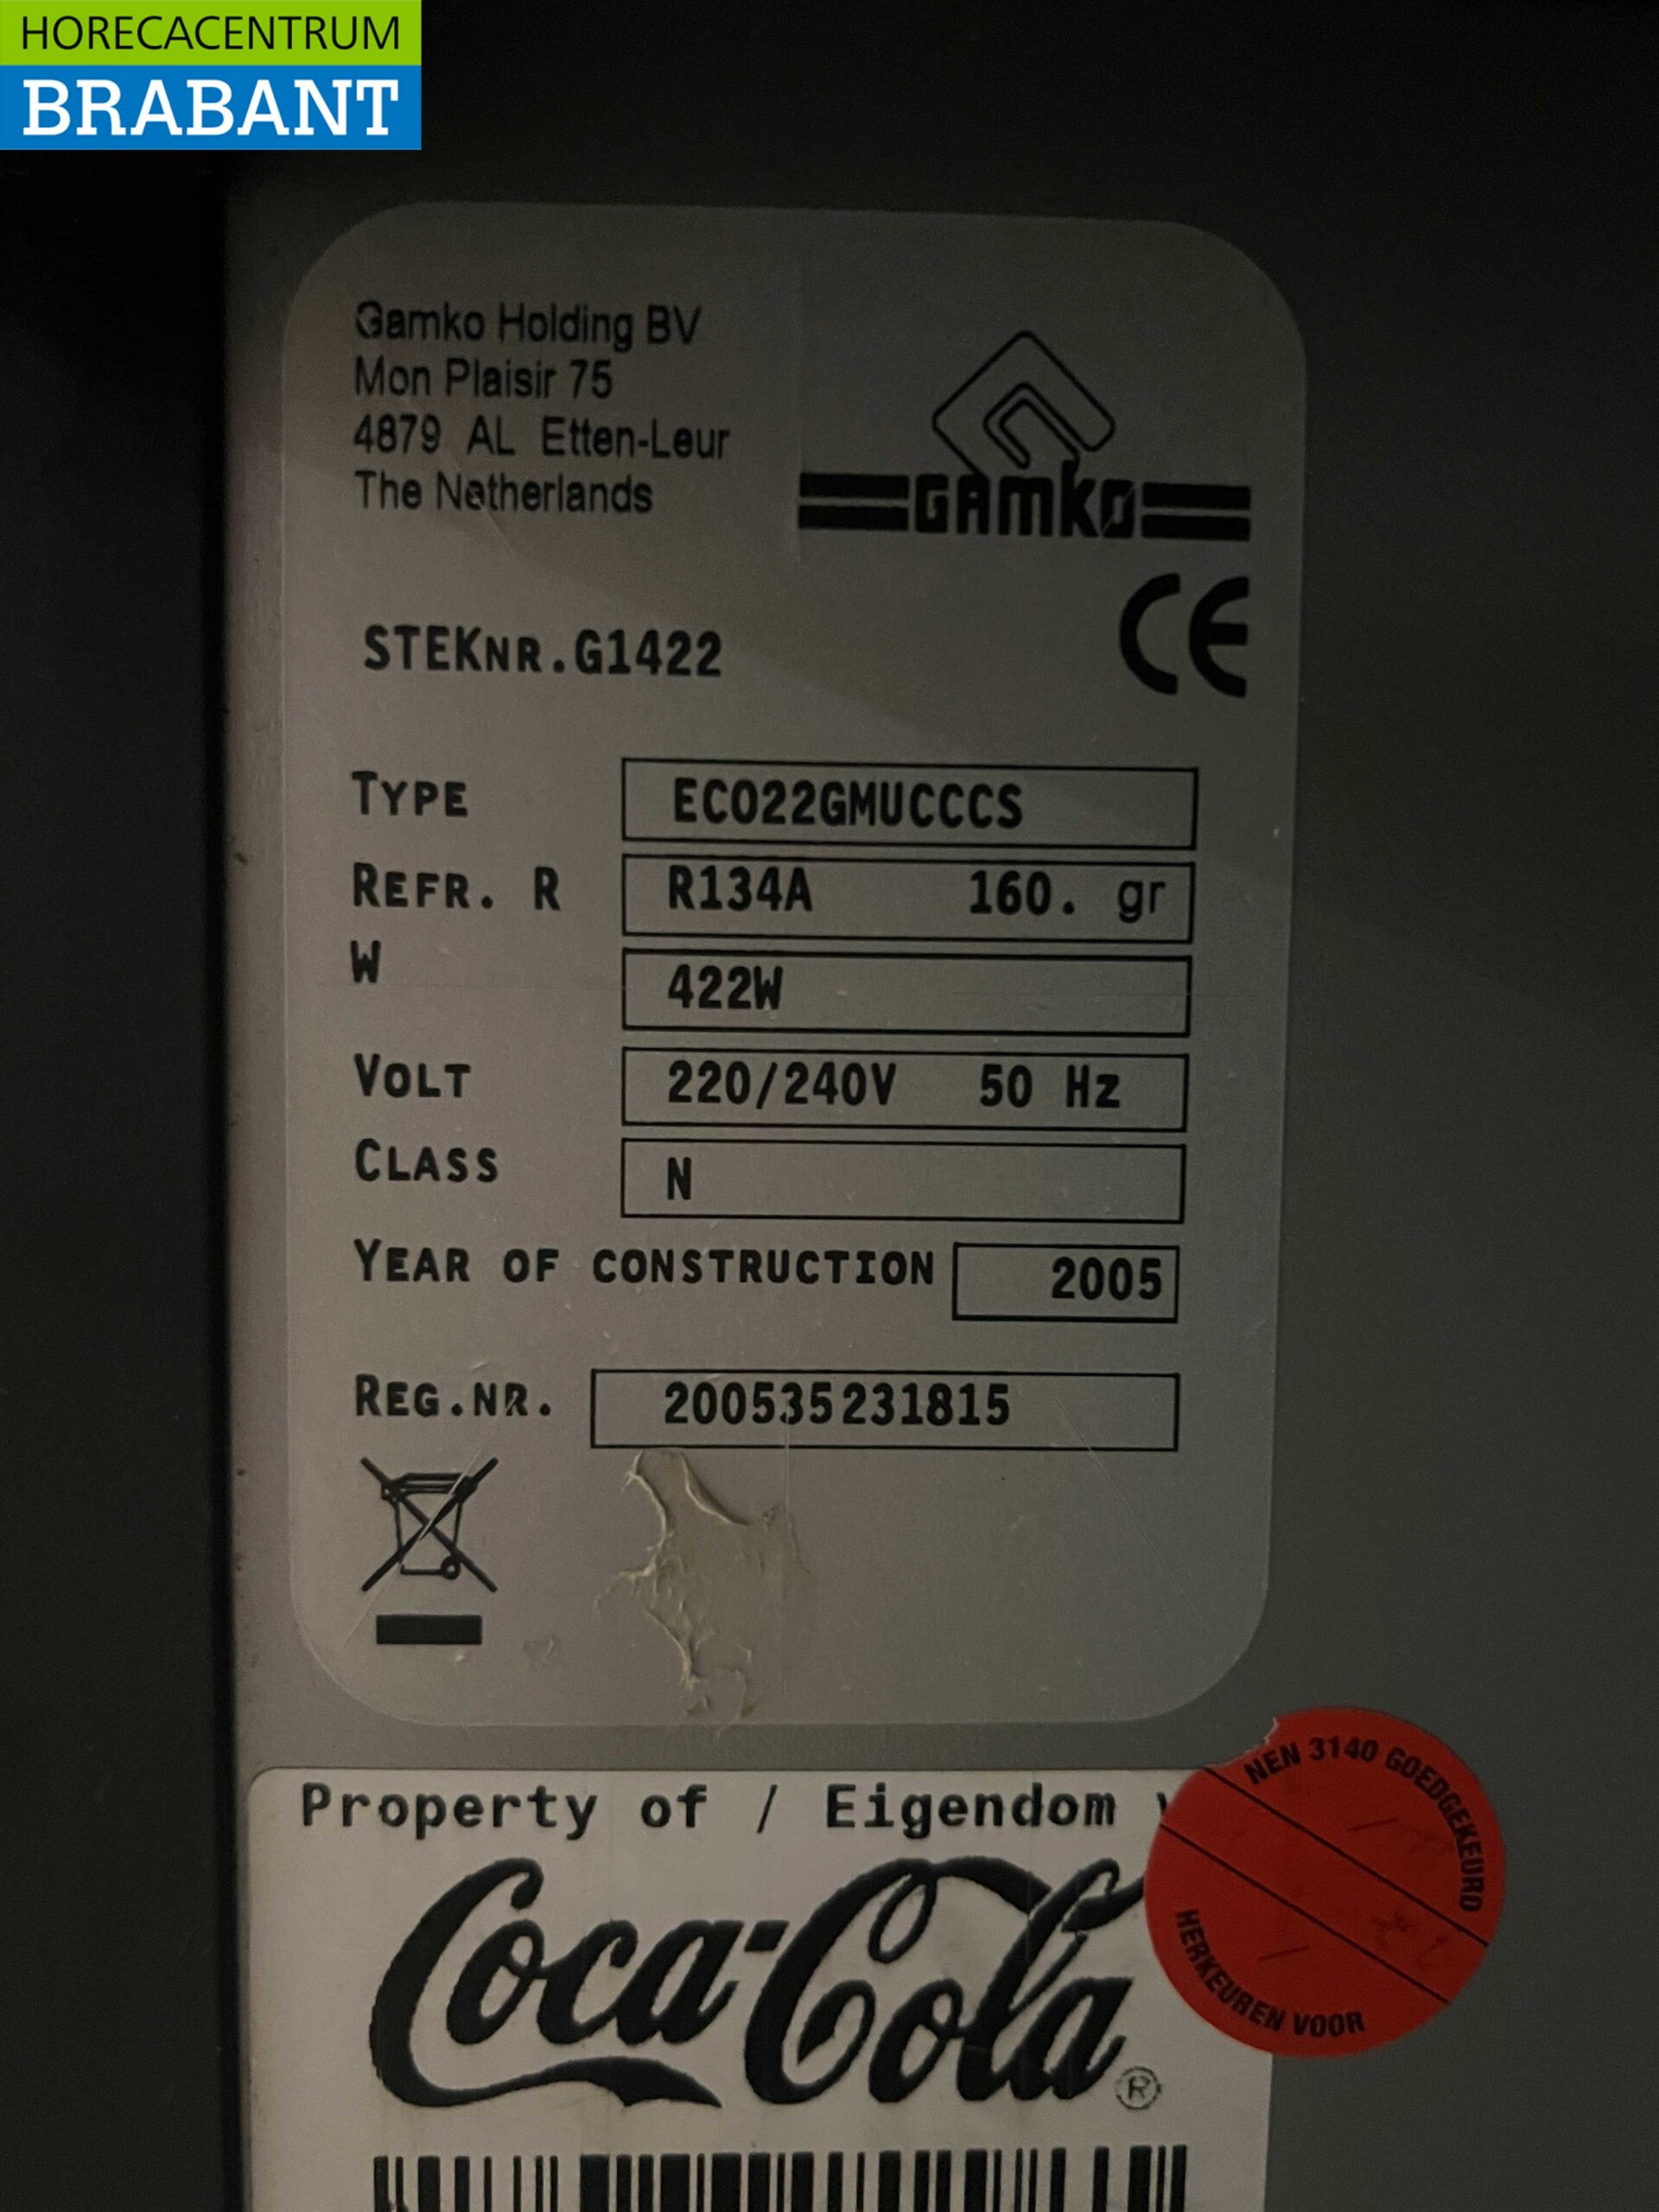 HORECACENTRUM
BRABANT
Gamko Holding BV
Mon Plaisir 75
4879 AL Etten-Leur
The Netherlands
GAMKO
CE
STEKNR.G1422
TYPE ECO22GMUCCCS
REFR. R R134A 160. gr
W 422W
VOLT 220/240V 50 Hz
CLASS N
YEAR OF CONSTRUCTION 2005
REG.NR. 200535231815
Property of / Eigendom
Coca-Cola
®
NEN 3140 GOEDGEKEURD
HERKEUREN VOOR